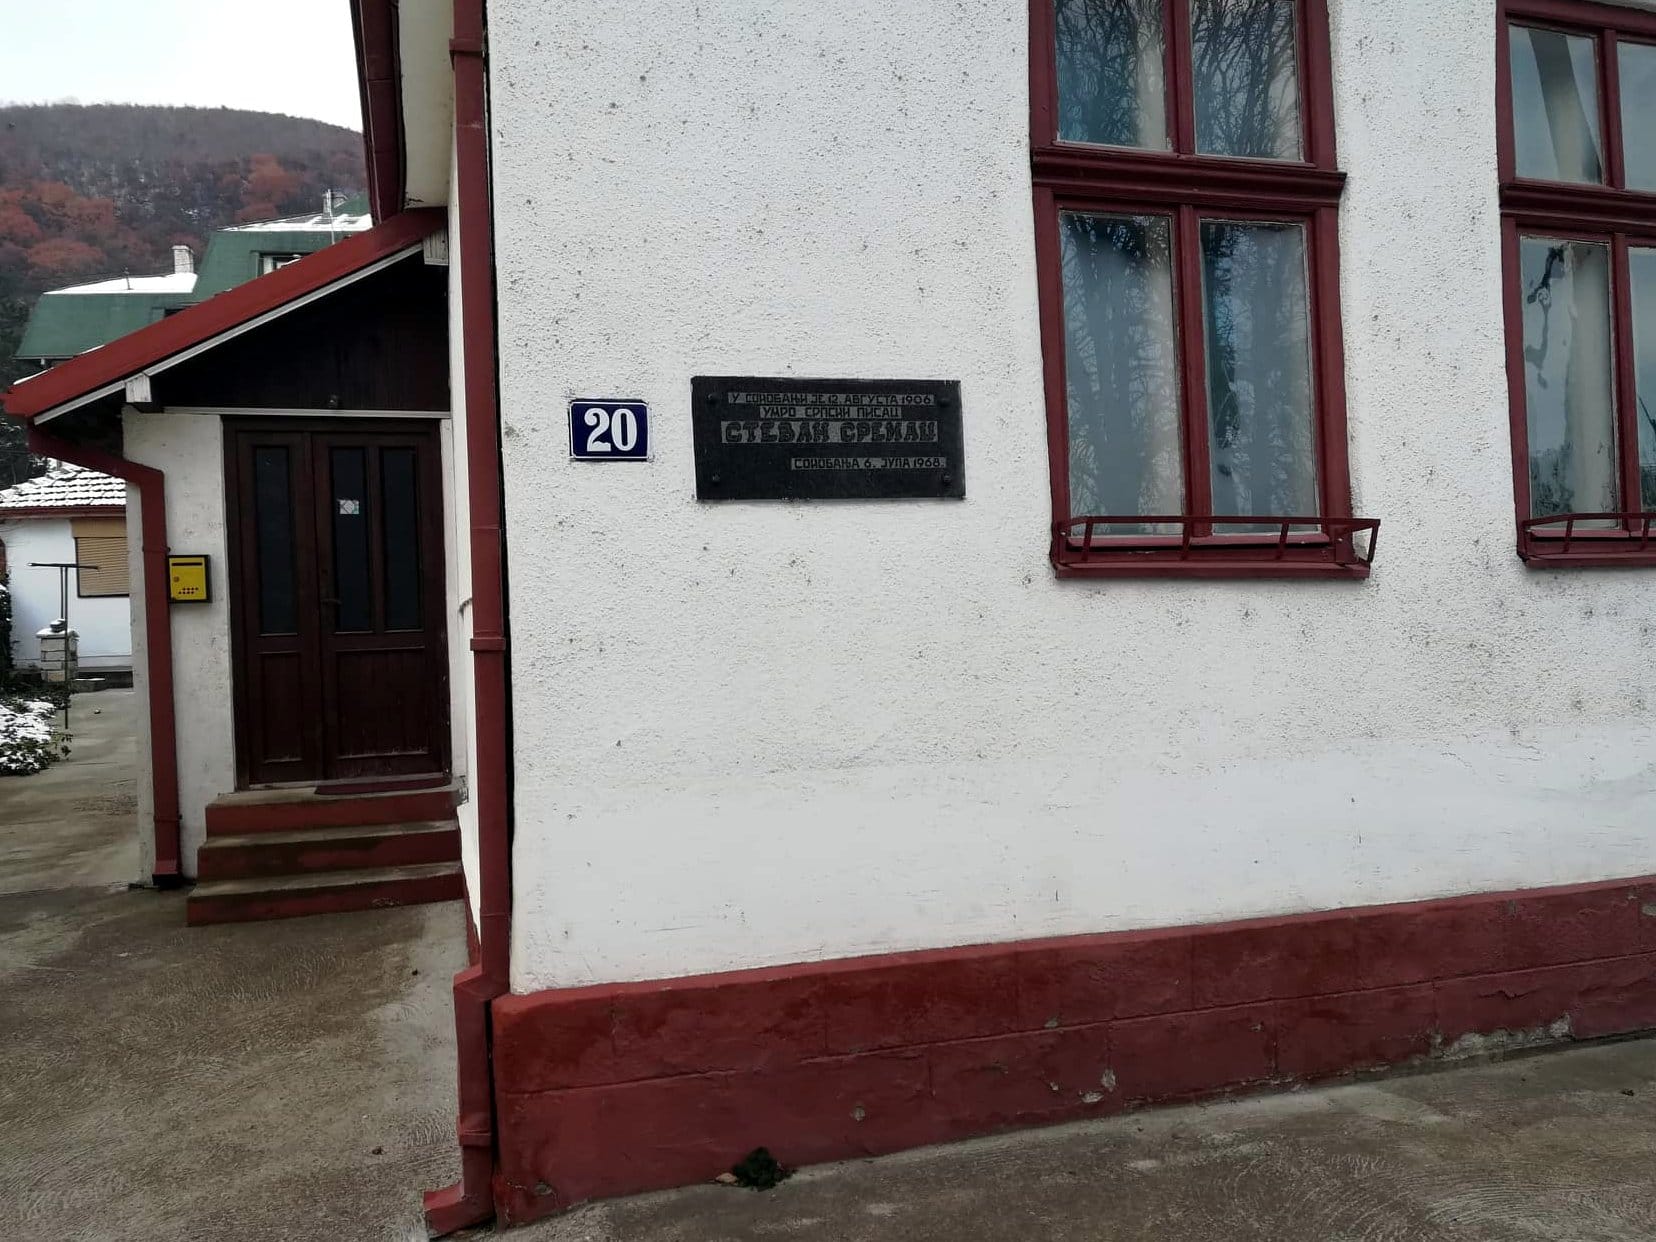 20
У СОКОБАЊИ ЈЕ 12. АВГУСТА 1906.
УМРО СРПСКИ ПИСАЦ
СТЕВАН СРЕМАЦ
СОКОБАЊА 6. ЈУЛА 1968.